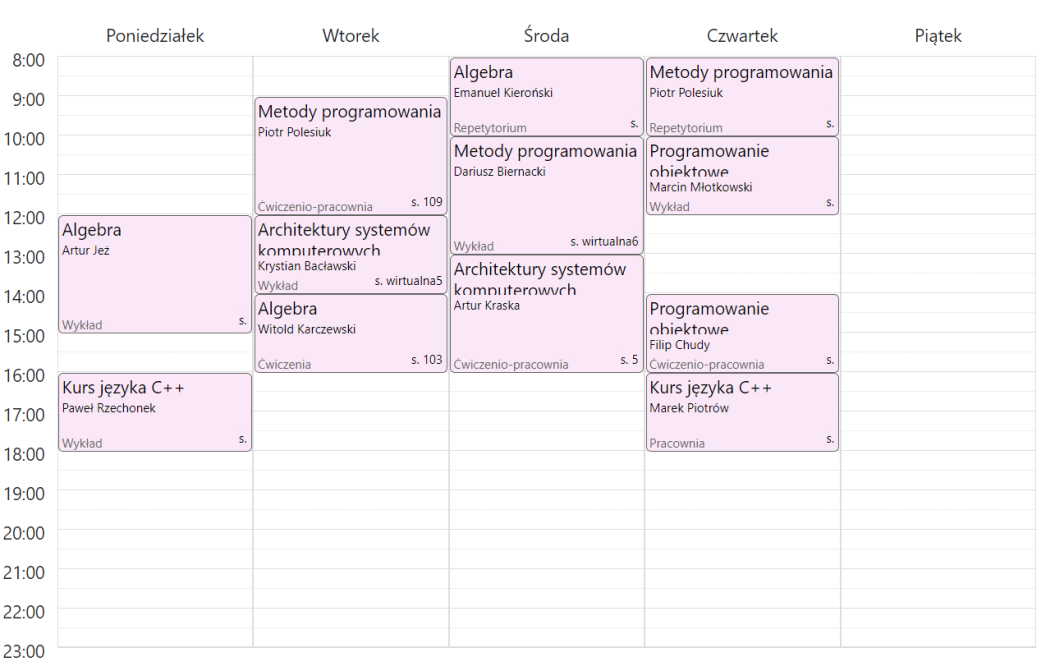 Poniedziałek
Wtorek
Środa
Czwartek
Piątek
8:00
9:00
10:00
11:00
12:00
13:00
14:00
15:00
16:00
17:00
18:00
19:00
20:00
21:00
22:00
23:00
Algebra
Artur Jeż
Wykład
s.
Kurs języka C++
Paweł Rzechonek
Wykład
s.
Metody programowania
Piotr Polesiuk
Ćwiczenio-pracownia
s. 109
Architektury systemów
komputerowych
Krystian Bacławski
Wykład
s. wirtualna5
Algebra
Witold Karczewski
Ćwiczenia
s. 103
Algebra
Emanuel Kieroński
Repetytorium
s.
Metody programowania
Dariusz Biernacki
Wykład
s. wirtualna6
Architektury systemów
komputerowych
Artur Kraska
Ćwiczenio-pracownia
s. 5
Metody programowania
Piotr Polesiuk
Repetytorium
s.
Programowanie
obiektowe
Marcin Młotkowski
Wykład
s.
Programowanie
obiektowe
Filip Chudy
Ćwiczenio-pracownia
s.
Kurs języka C++
Marek Piotrów
Pracownia
s.